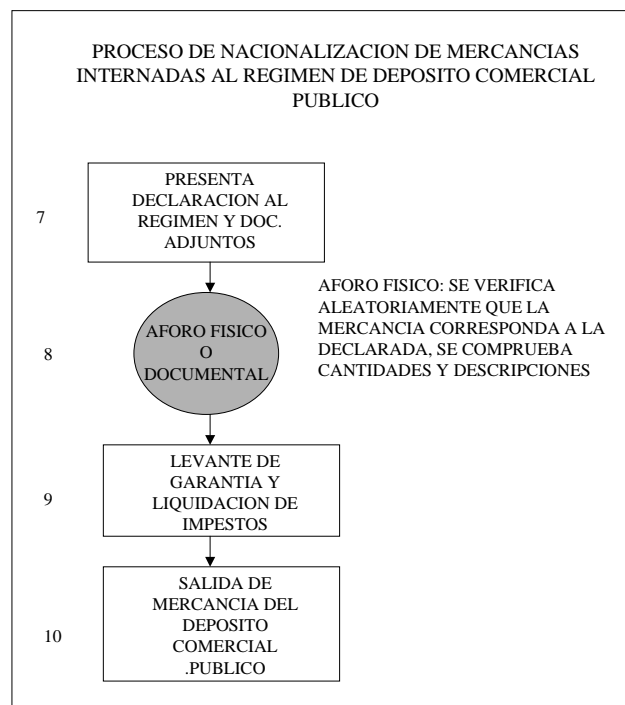 PROCESO DE NACIONALIZACION DE MERCANCIAS
INTERNADAS AL REGIMEN DE DEPOSITO COMERCIAL
PUBLICO
7
PRESENTA
DECLARACION AL
REGIMEN Y DOC.
ADJUNTOS
8
AFORO FISICO
O
DOCUMENTAL
AFORO FISICO: SE VERIFICA
ALEATORIAMENTE QUE LA
MERCANCIA CORRESPONDA A LA
DECLARADA, SE COMPRUEBA
CANTIDADES Y DESCRIPCIONES
9
LEVANTE DE
GARANTIA Y
LIQUIDACION DE
IMPESTOS
10
SALIDA DE
MERCANCIA DEL
DEPOSITO
COMERCIAL
.PUBLICO